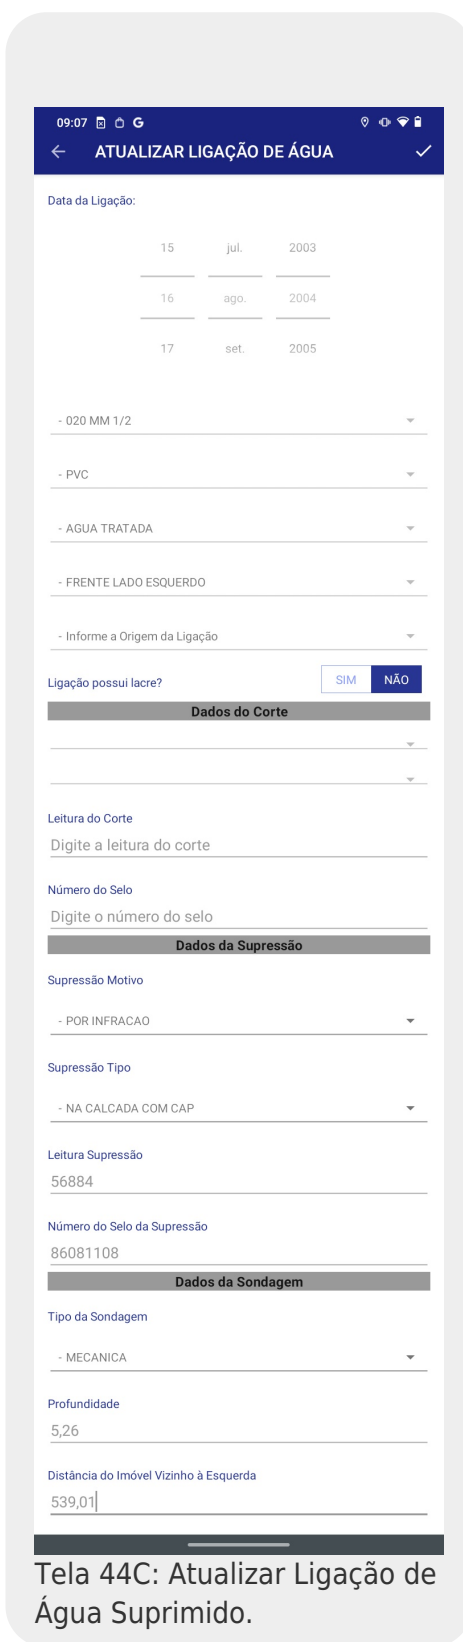 09:07 G
ATUALIZAR LIGAÇÃO DE ÁGUA
Data da Ligação:
15 jul. 2003
16 ago. 2004
17 set. 2005
- 020 MM 1/2
- PVC
- AGUA TRATADA
- FRENTE LADO ESQUERDO
- Informe a Origem da Ligação
Ligação possui lacre? SIM NÃO
Dados do Corte
Leitura do Corte
Digite a leitura do corte
Número do Selo
Digite o número do selo
Dados da Supressão
Supressão Motivo
- POR INFRACAO
Supressão Tipo
- NA CALCADA COM CAP
Leitura Supressão
56884
Número do Selo da Supressão
86081108
Dados da Sondagem
Tipo da Sondagem
- MECANICA
Profundidade
5,26
Distância do Imóvel Vizinho à Esquerda
539,01
Tela 44C: Atualizar Ligação de
Água Suprimido.